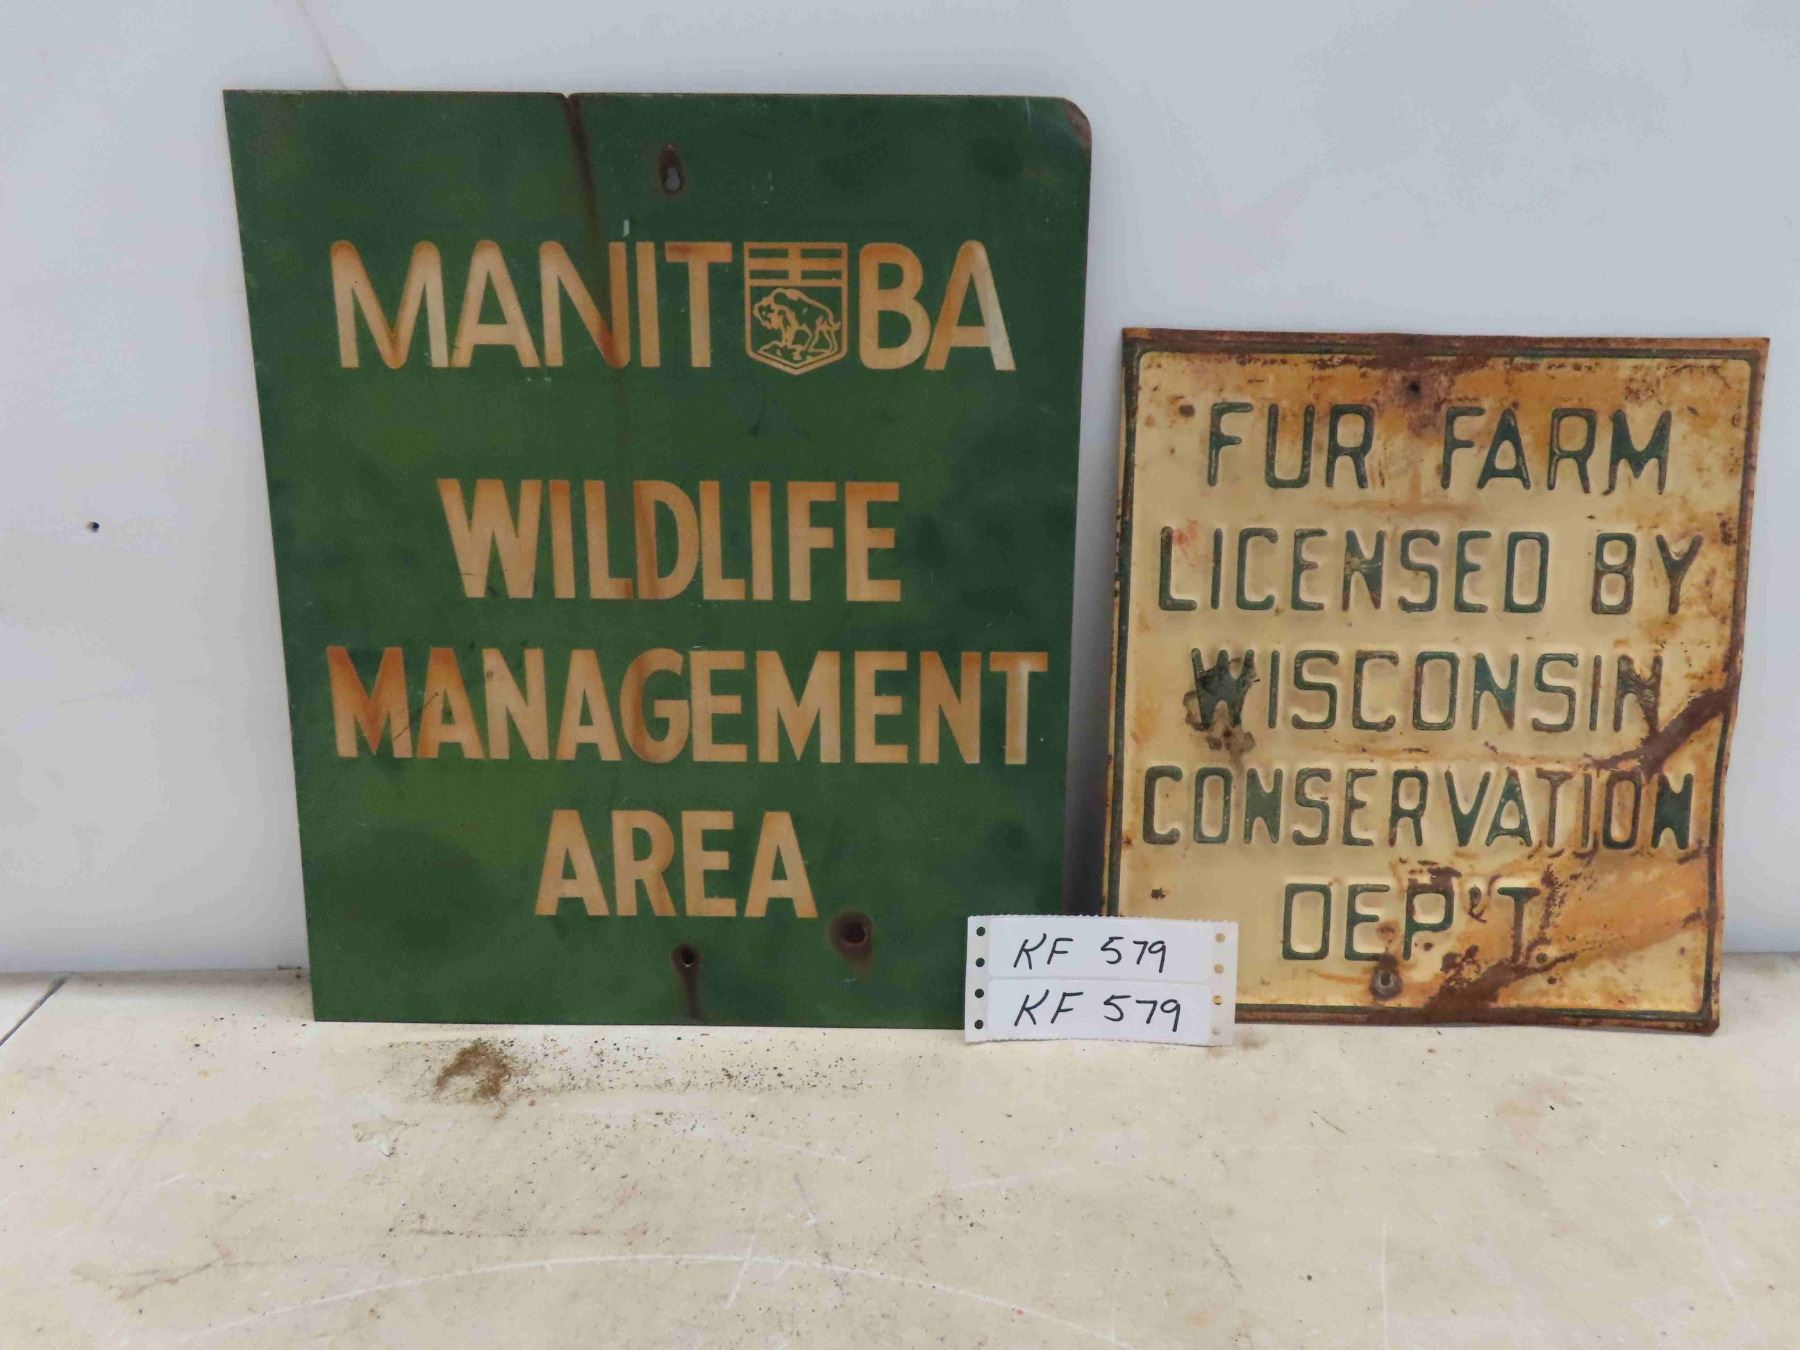 MANITOBA
WILDLIFE
MANAGEMENT
AREA
FUR FARM
LICENSED BY
WISCONSIN
CONSERVATION
DEP'T.
KF 579
KF 579